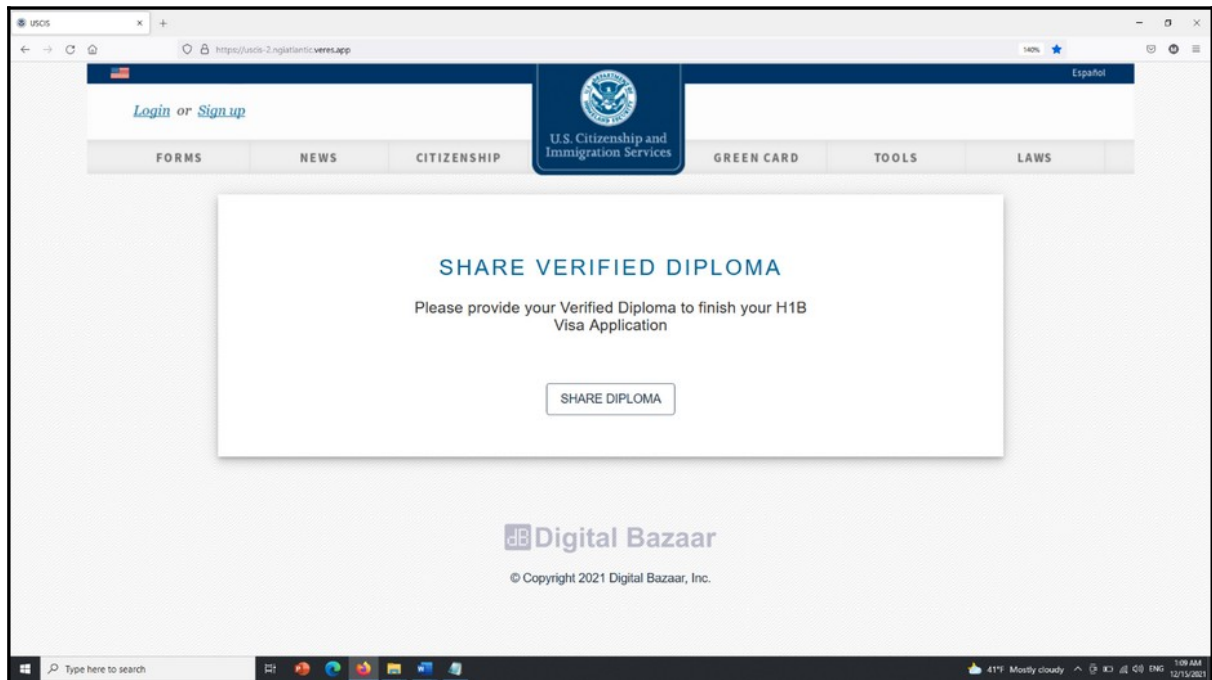 USCIS
https://uscis-2.ngiatlantic.veres.app
140%
Español
Login or Sign up
U.S. Citizenship and
Immigration Services
FORMS NEWS CITIZENSHIP GREEN CARD TOOLS LAWS
SHARE VERIFIED DIPLOMA
Please provide your Verified Diploma to finish your H1B
Visa Application
SHARE DIPLOMA
dB Digital Bazaar
© Copyright 2021 Digital Bazaar, Inc.
Type here to search
41°F Mostly cloudy
ENG
1:09 AM
12/15/2021